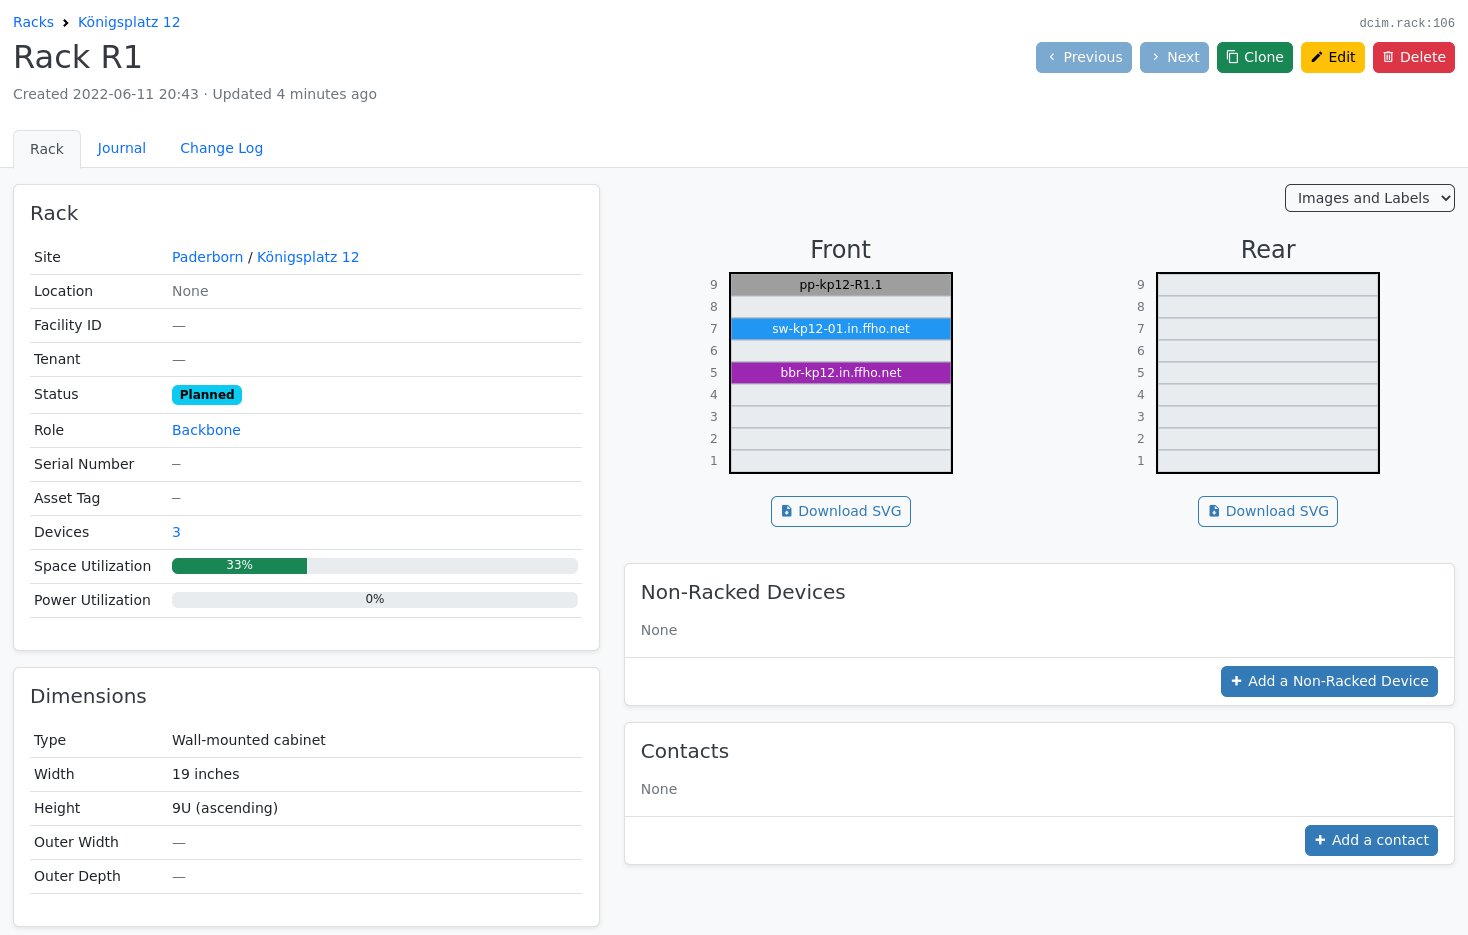 Racks › Königsplatz 12
dcim.rack:106
Rack R1
Previous
Next
Clone
Edit
Delete
Created 2022-06-11 20:43 · Updated 4 minutes ago
Rack
Journal
Change Log
Rack
Site Paderborn / Königsplatz 12
Location None
Facility ID —
Tenant —
Status Planned
Role Backbone
Serial Number –
Asset Tag –
Devices 3
Space Utilization 33%
Power Utilization 0%
Dimensions
Type Wall-mounted cabinet
Width 19 inches
Height 9U (ascending)
Outer Width —
Outer Depth —
Images and Labels
Front
9 pp-kp12-R1.1
8
7 sw-kp12-01.in.ffho.net
6
5 bbr-kp12.in.ffho.net
4
3
2
1
Download SVG
Rear
9
8
7
6
5
4
3
2
1
Download SVG
Non-Racked Devices
None
Add a Non-Racked Device
Contacts
None
Add a contact